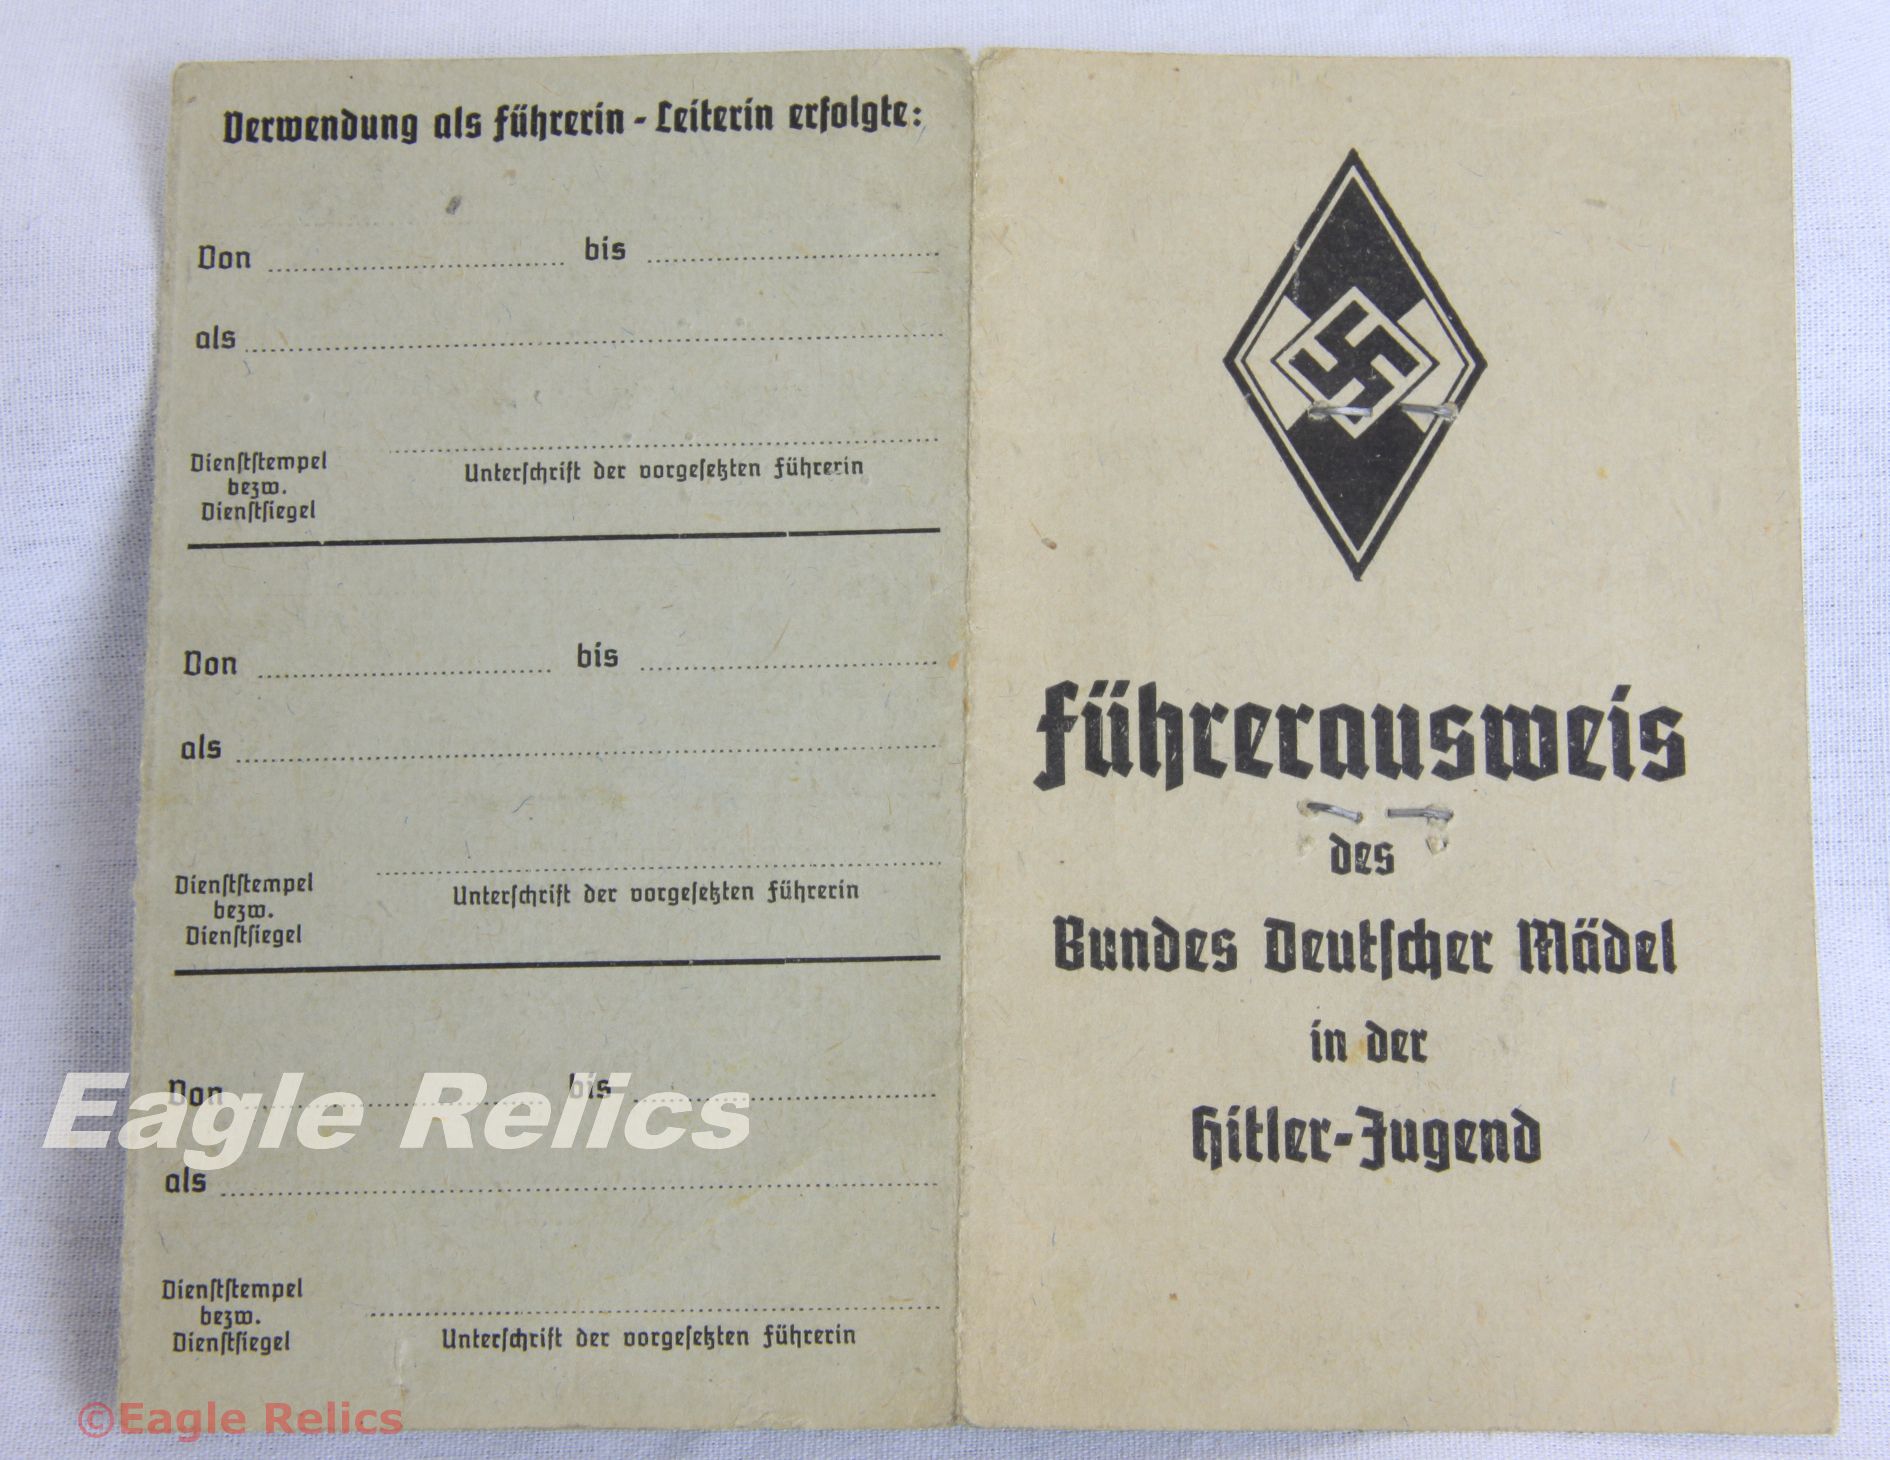 Verwendung als Führerin - Leiterin erfolgte:
Von ........ bis ........
als ........
Dienststempel
bezw.
Dienstsiegel
Unterschrift der vorgesetzten Führerin
Von ........ bis ........
als ........
Dienststempel
bezw.
Dienstsiegel
Unterschrift der vorgesetzten Führerin
Von ........ bis ........
als ........
Dienststempel
bezw.
Dienstsiegel
Unterschrift der vorgesetzten Führerin
Führerausweis
des
Bundes Deutscher Mädel
in der
Hitler-Jugend
Eagle Relics
©Eagle Relics